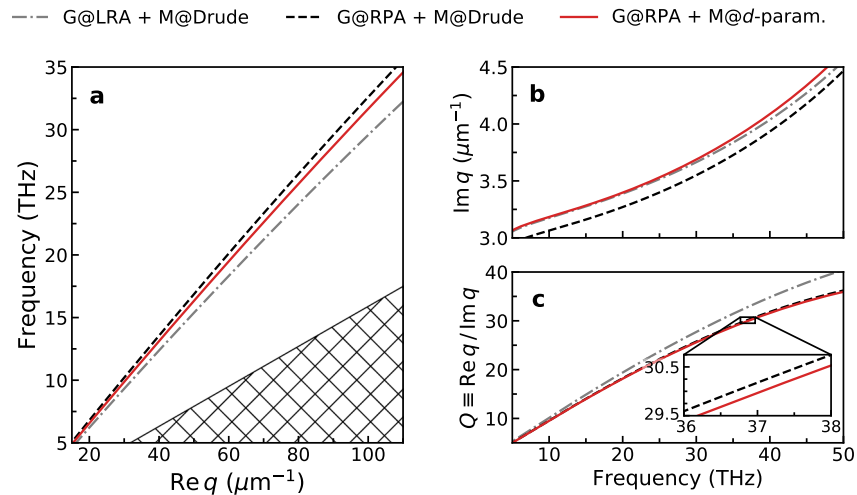 G@LRA + M@Drude G@RPA + M@Drude G@RPA + M@d-param.
a
Frequency (THz)
35
30
25
20
15
10
5
20 40 60 80 100
Re q (μm⁻¹)
b
Im q (μm⁻¹)
4.5
4.0
3.5
3.0
c
Q ≡ Re q / Im q
40
30
20
10
30.5
29.5
36 37 38
10 20 30 40 50
Frequency (THz)